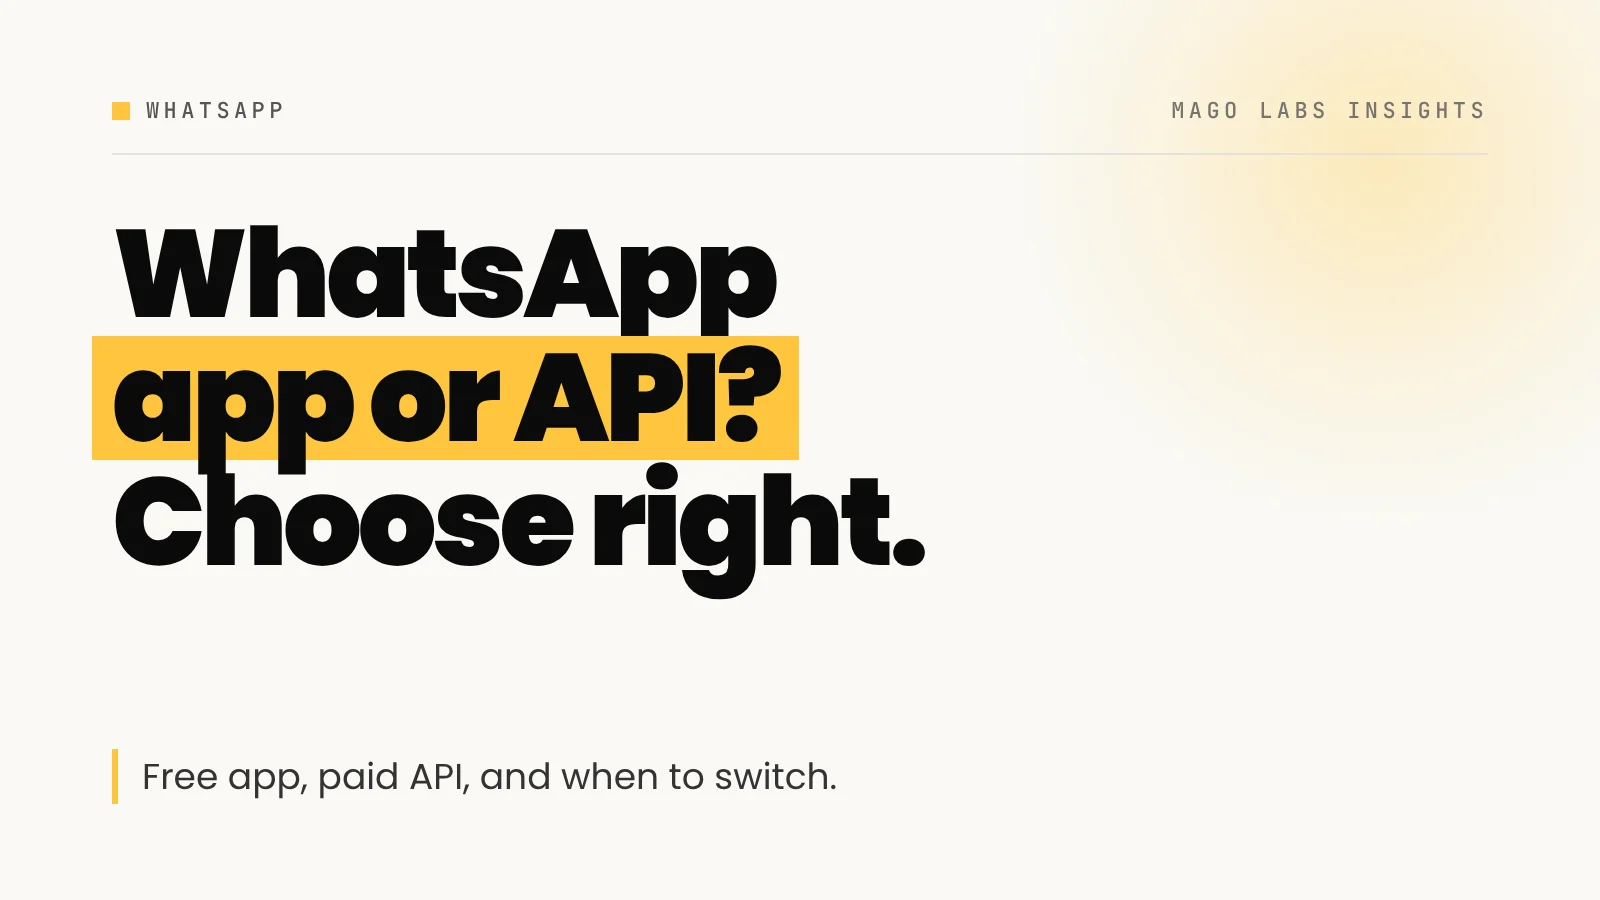 WHATSAPP
MAGO LABS INSIGHTS
WhatsApp
app or API?
Choose right.
Free app, paid API, and when to switch.